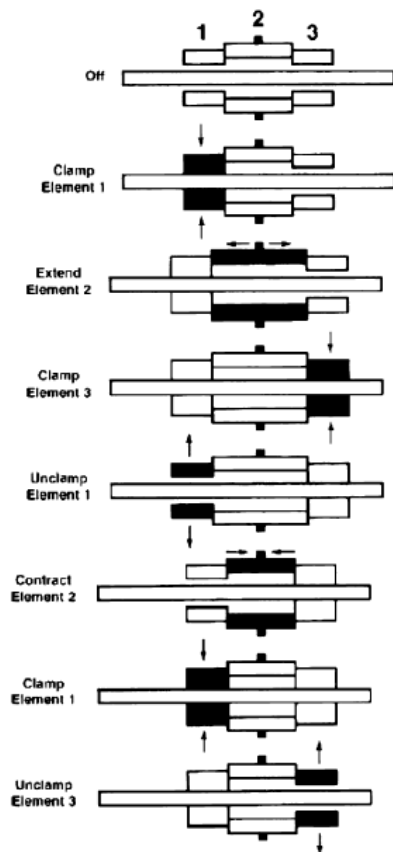 1 2 3
Off
Clamp
Element 1
Extend
Element 2
Clamp
Element 3
Unclamp
Element 1
Contract
Element 2
Clamp
Element 1
Unclamp
Element 3